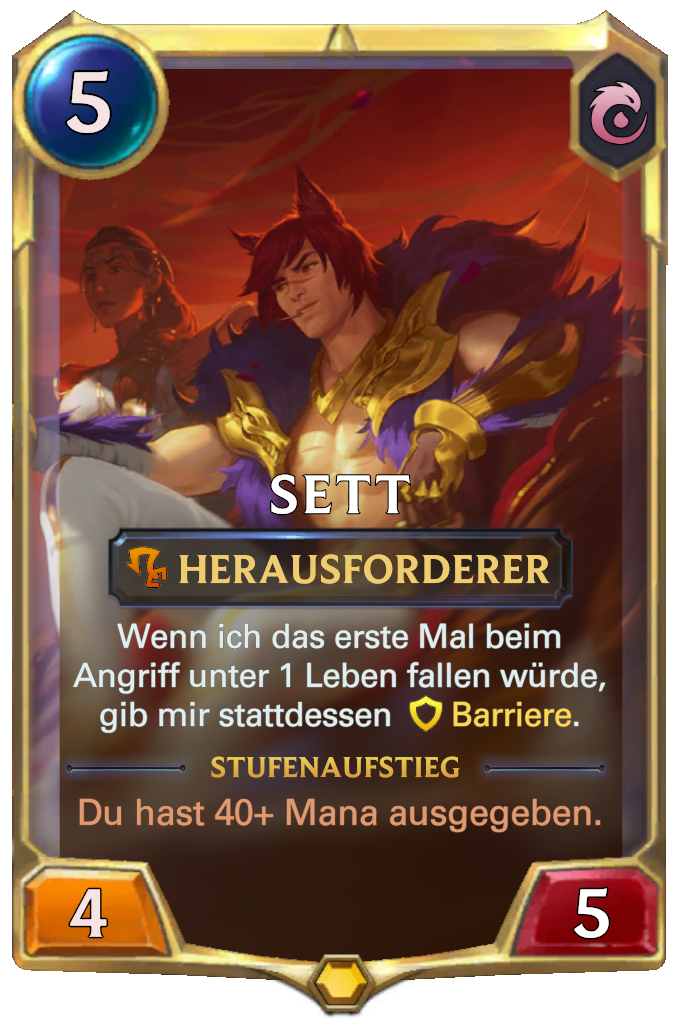 5
SETT
HERAUSFORDERER
Wenn ich das erste Mal beim
Angriff unter 1 Leben fallen würde,
gib mir stattdessen Barriere.
STUFENAUFSTIEG
Du hast 40+ Mana ausgegeben.
4
5